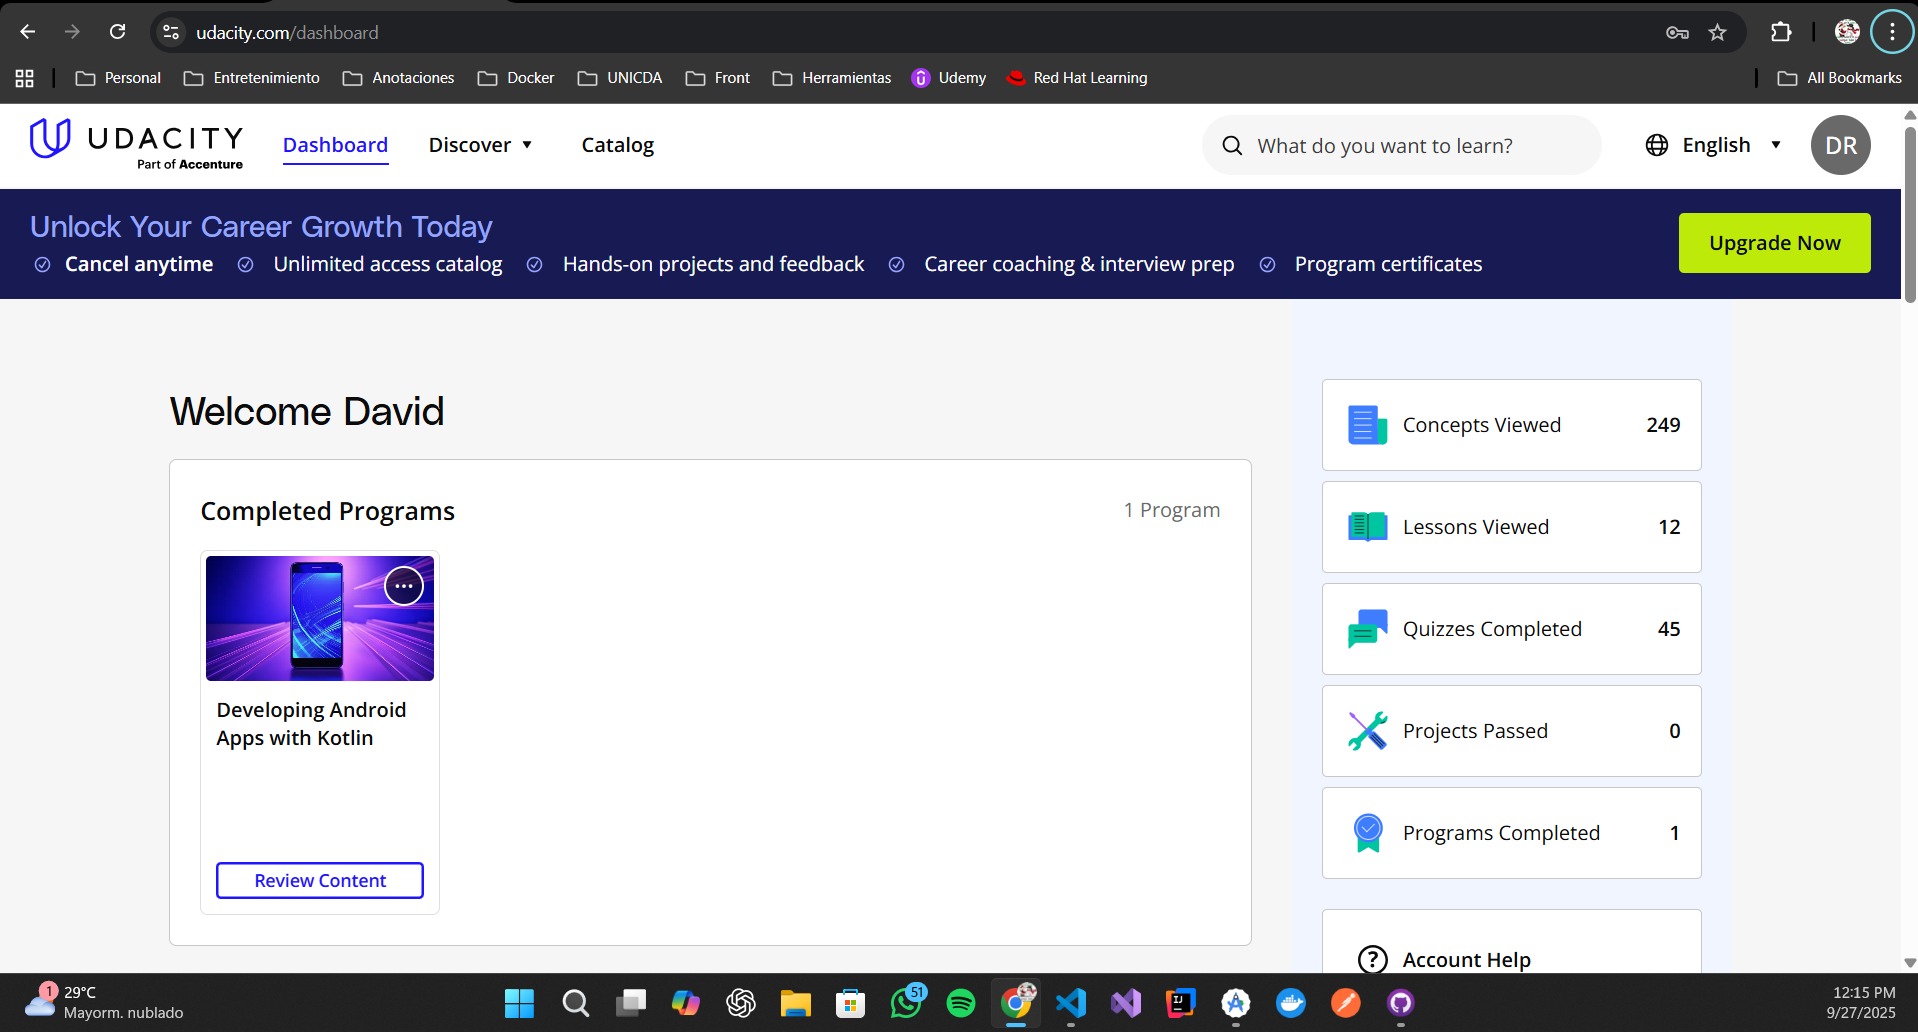 udacity.com/dashboard
Personal Entretenimiento Anotaciones Docker UNICDA Front Herramientas Udemy Red Hat Learning All Bookmarks
UDACITY
Part of Accenture
Dashboard Discover Catalog What do you want to learn? English DR
Unlock Your Career Growth Today
Cancel anytime Unlimited access catalog Hands-on projects and feedback Career coaching & interview prep Program certificates
Upgrade Now
Welcome David
Completed Programs 1 Program
Developing Android
Apps with Kotlin
Review Content
Concepts Viewed 249
Lessons Viewed 12
Quizzes Completed 45
Projects Passed 0
Programs Completed 1
Account Help
1
29°C
Mayorm. nublado
51
IJ
12:15 PM
9/27/2025